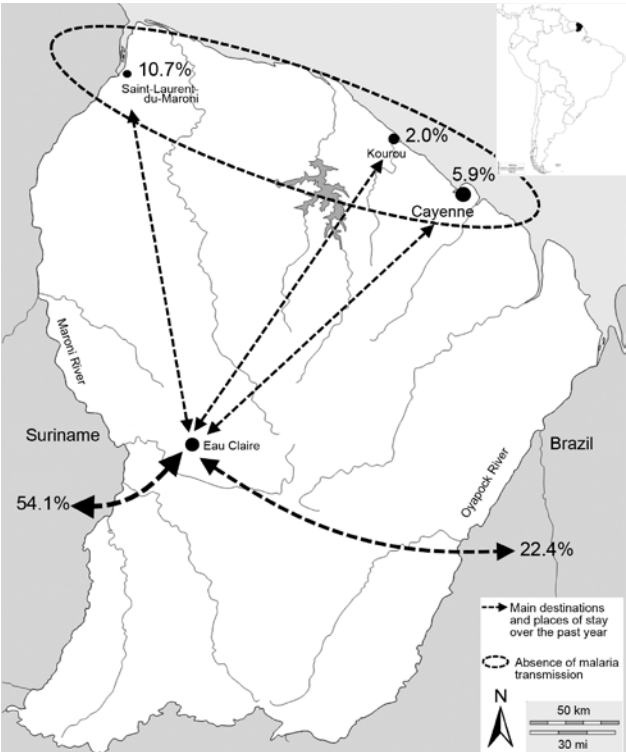 10.7%
Saint-Laurent-
du-Maroni
2.0%
Kourou
5.9%
Cayenne
Maroni River
Suriname
Eau Claire
Brazil
Oyapock River
54.1%
22.4%
Main destinations
and places of stay
over the past year
Absence of malaria
transmission
N
50 km
30 mi